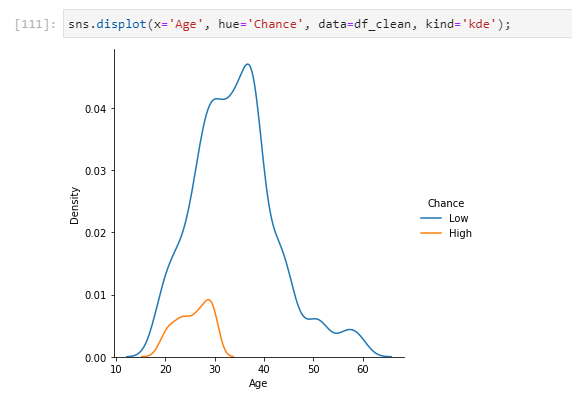 [111]: sns.displot(x='Age', hue='Chance', data=df_clean, kind='kde');
0.04
0.03
0.02
0.01
0.00
Density
10 20 30 40 50 60
Age
Chance
Low
High